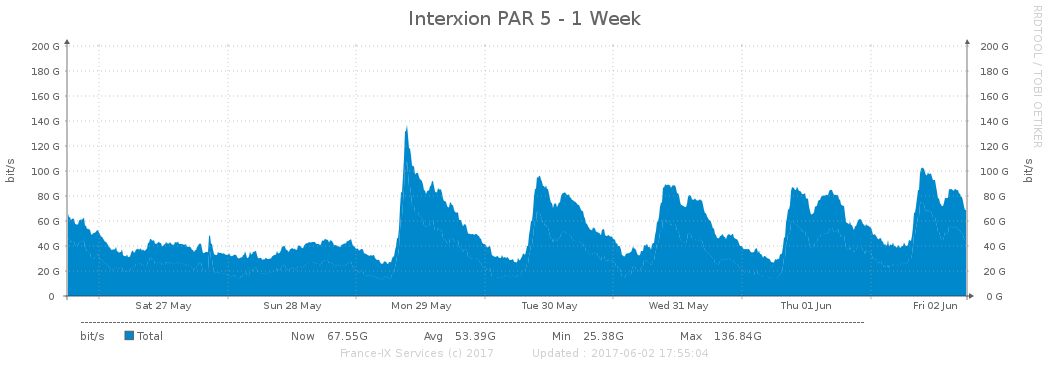 Interxion PAR 5 - 1 Week
RRDTOOL / TOBI OETIKER
bit/s
bit/s
200 G 200 G
180 G 180 G
160 G 160 G
140 G 140 G
120 G 120 G
100 G 100 G
80 G 80 G
60 G 60 G
40 G 40 G
20 G 20 G
0 0 G
Sat 27 May Sun 28 May Mon 29 May Tue 30 May Wed 31 May Thu 01 Jun Fri 02 Jun
bit/s Total Now 67.55G Avg 53.39G Min 25.38G Max 136.84G
France-IX Services (c) 2017 Updated : 2017-06-02 17:55:04